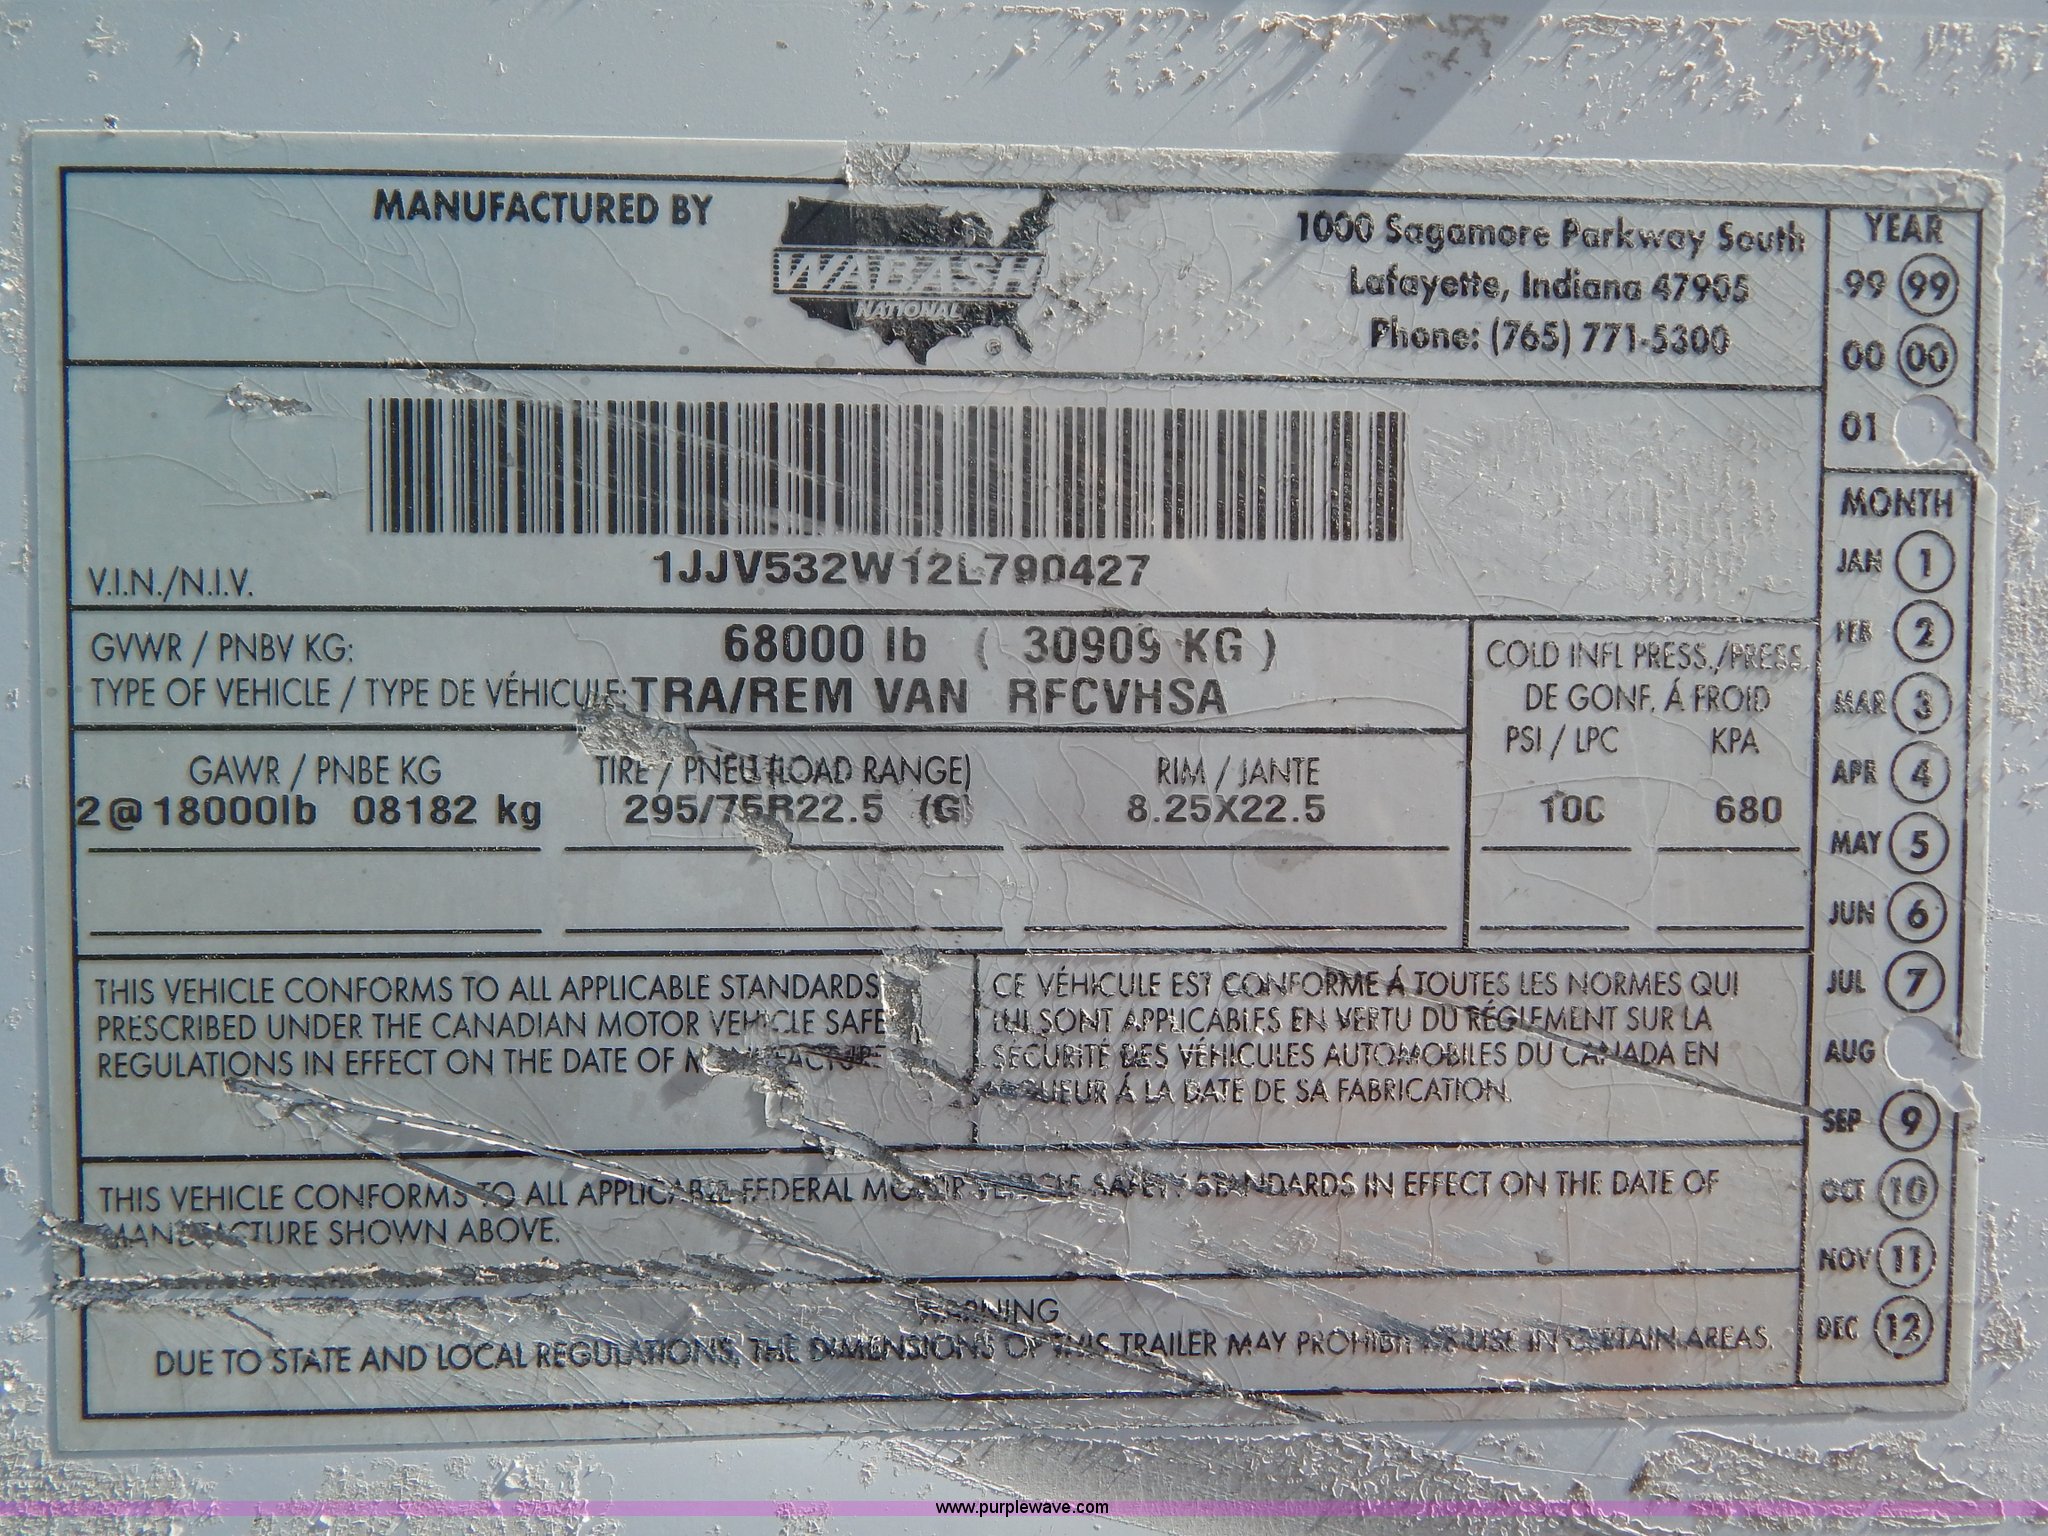 MANUFACTURED BY
WABASH
NATIONAL
®
1000 Sagamore Parkway South
Lafayette, Indiana 47905
Phone: (765) 771-5300
YEAR
99 99
00 00
01
MONTH
JAN 1
FEB 2
MAR 3
APR 4
MAY 5
JUN 6
JUL 7
AUG
SEP 9
OCT 10
NOV 11
DEC 12
V.I.N./N.I.V. 1JJV532W12L790427
GVWR / PNBV KG: 68000 lb ( 30909 KG )
TYPE OF VEHICLE / TYPE DE VÉHICULE: TRA/REM VAN RFCVHSA
COLD INFL PRESS./PRESS.
DE GONF. Á FROID
PSI / LPC KPA
100 680
GAWR / PNBE KG TIRE / PNEU (LOAD RANGE) RIM / JANTE
2@18000lb 08182 kg 295/75R22.5 (G) 8.25X22.5
THIS VEHICLE CONFORMS TO ALL APPLICABLE STANDARDS
PRESCRIBED UNDER THE CANADIAN MOTOR VEHICLE SAFE
REGULATIONS IN EFFECT ON THE DATE OF MANUFACTURE
CE VÉHICULE EST CONFORME Á TOUTES LES NORMES QUI
LUI SONT APPLICABLES EN VERTU DU RÉGLEMENT SUR LA
SÉCURITÉ DES VÉHICULES AUTOMOBILES DU CANADA EN
VIGUEUR Á LA DATE DE SA FABRICATION.
THIS VEHICLE CONFORMS TO ALL APPLICABLE FEDERAL MOTOR VEHICLE SAFETY STANDARDS IN EFFECT ON THE DATE OF
MANUFACTURE SHOWN ABOVE.
WARNING
DUE TO STATE AND LOCAL REGULATIONS, THE DIMENSIONS OF THIS TRAILER MAY PROHIBIT ITS USE IN CERTAIN AREAS.
www.purplewave.com